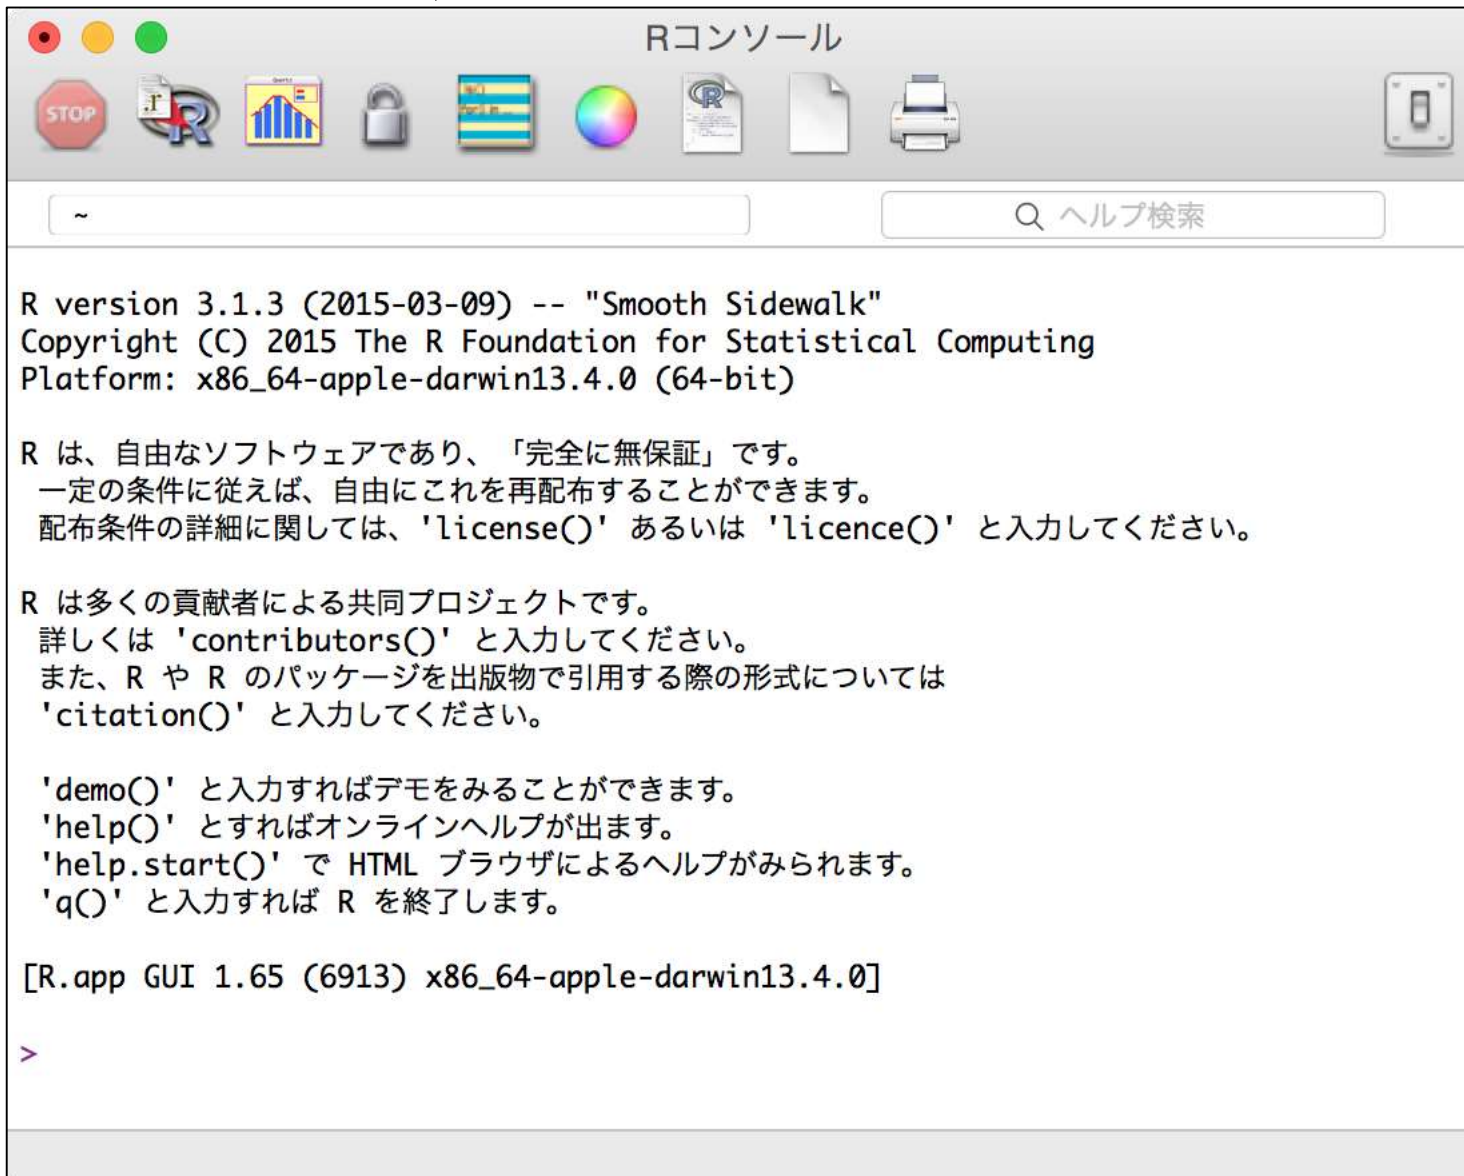 Rコンソール
STOP
~
ヘルプ検索
R version 3.1.3 (2015-03-09) -- "Smooth Sidewalk"
Copyright (C) 2015 The R Foundation for Statistical Computing
Platform: x86_64-apple-darwin13.4.0 (64-bit)
R は、自由なソフトウェアであり、「完全に無保証」です。
一定の条件に従えば、自由にこれを再配布することができます。
配布条件の詳細に関しては、'license()' あるいは 'licence()' と入力してください。
R は多くの貢献者による共同プロジェクトです。
詳しくは 'contributors()' と入力してください。
また、R や R のパッケージを出版物で引用する際の形式については
'citation()' と入力してください。
'demo()' と入力すればデモをみることができます。
'help()' とすればオンラインヘルプが出ます。
'help.start()' で HTML ブラウザによるヘルプがみられます。
'q()' と入力すれば R を終了します。
[R.app GUI 1.65 (6913) x86_64-apple-darwin13.4.0]
>